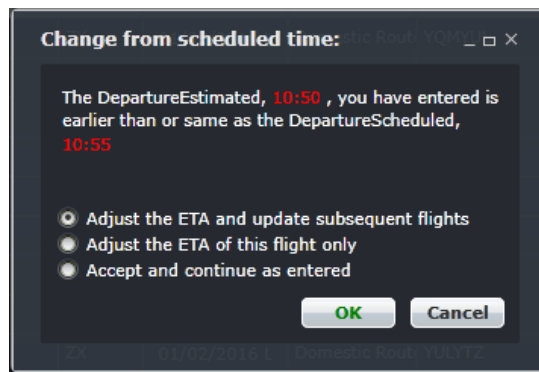 Change from scheduled time:
The DepartureEstimated, 10:50 , you have entered is
earlier than or same as the DepartureScheduled,
10:55
Adjust the ETA and update subsequent flights
Adjust the ETA of this flight only
Accept and continue as entered
OK Cancel
ZX 01/02/2016 L Domestic Routi YULYTZ